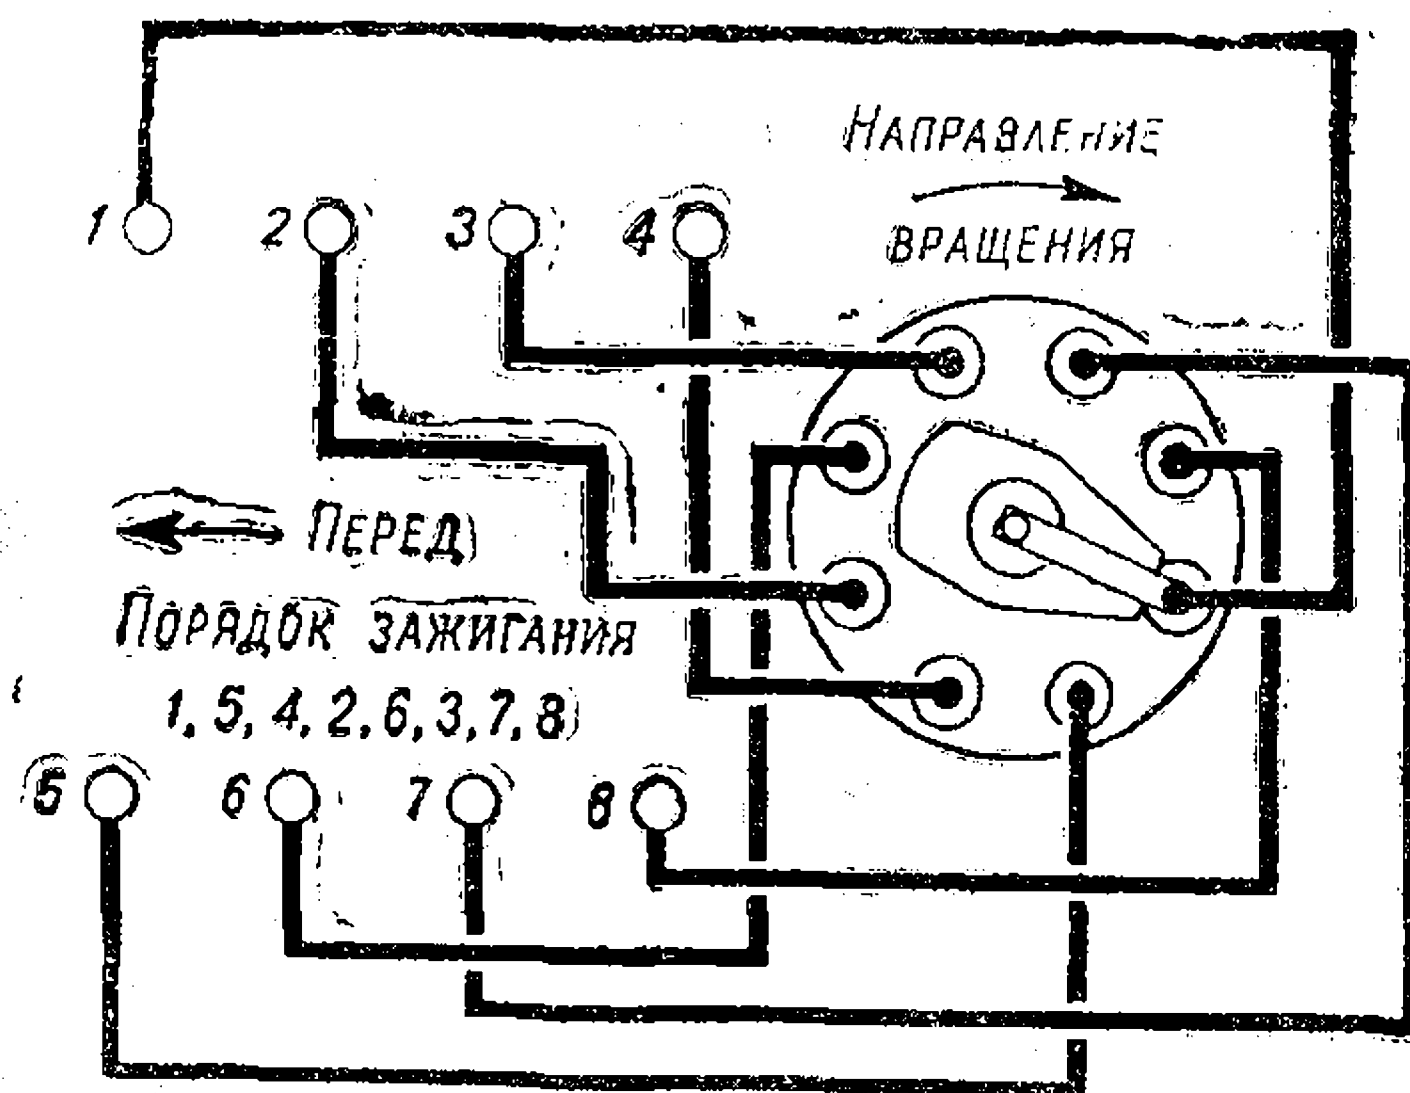 НАПРАВЛЕНИЕ
ВРАЩЕНИЯ
1 2 3 4
ПЕРЕД
ПОРЯДОК ЗАЖИГАНИЯ
1, 5, 4, 2, 6, 3, 7, 8
5 6 7 8